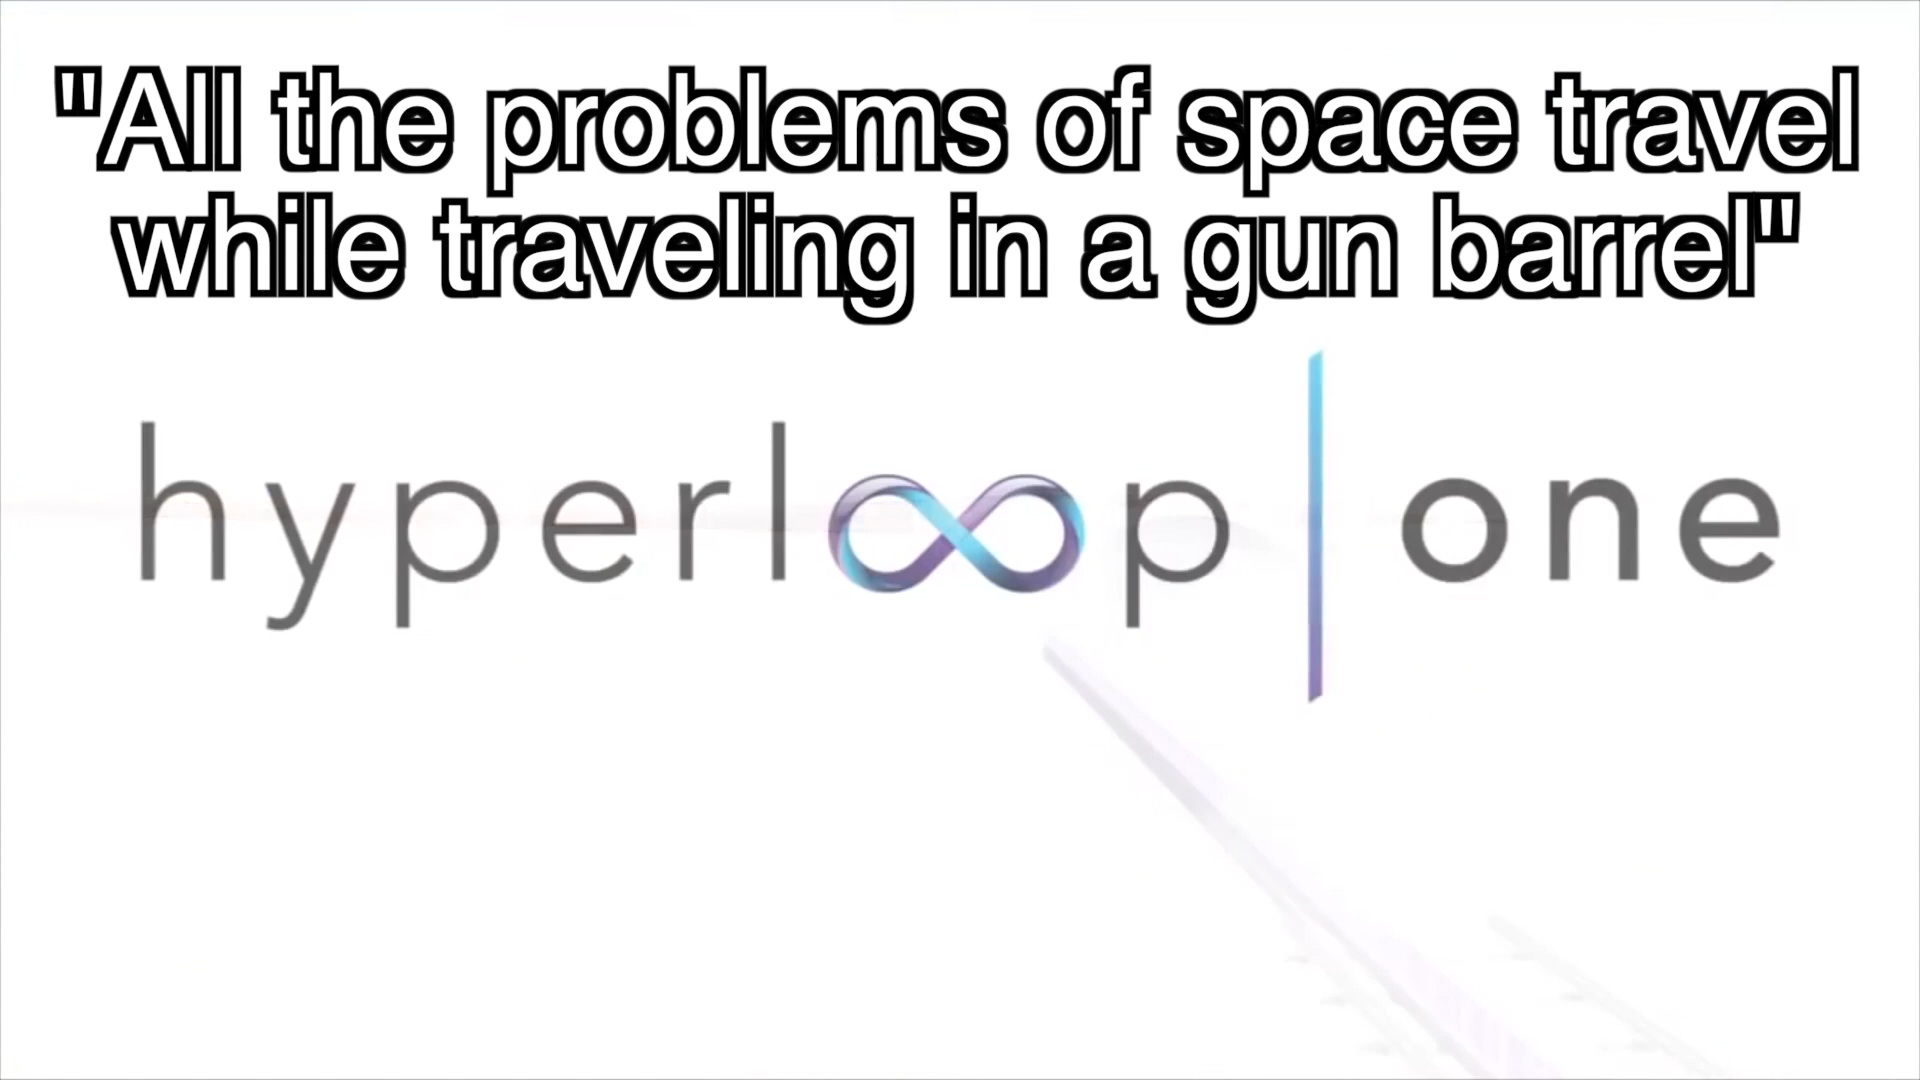 "All the problems of space travel
while traveling in a gun barrel"
hyperloop | one